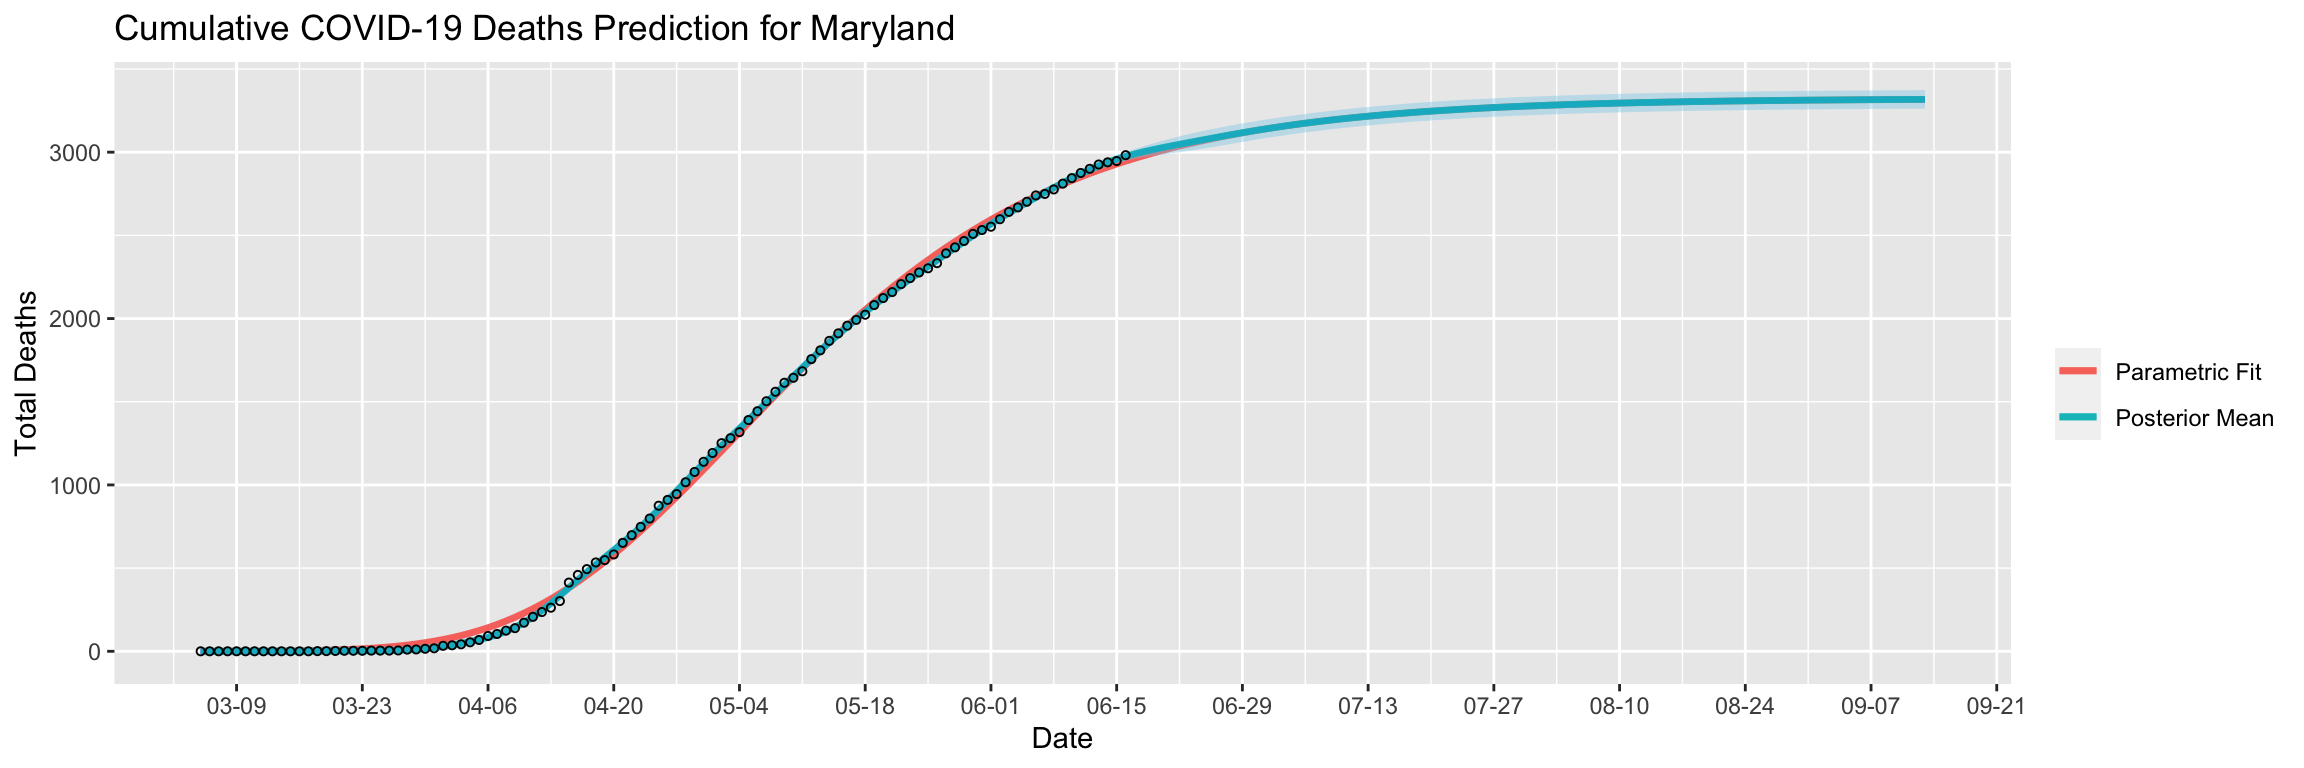 Cumulative COVID-19 Deaths Prediction for Maryland
Total Deaths
3000
2000
1000
0
03-09 03-23 04-06 04-20 05-04 05-18 06-01 06-15 06-29 07-13 07-27 08-10 08-24 09-07 09-21
Date
Parametric Fit
Posterior Mean